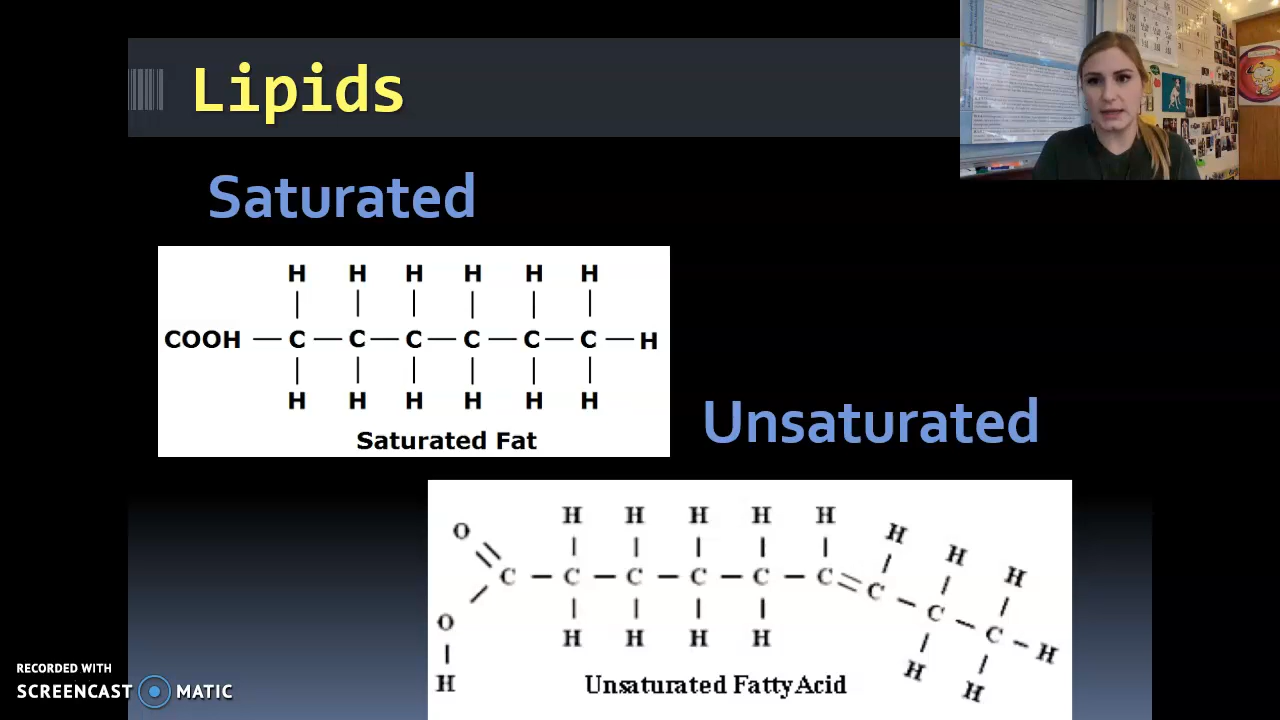 Lipids
Saturated
H H H H H H
COOH — C — C — C — C — C — C — H
H H H H H H
Saturated Fat
Unsaturated
O H H H H H H H H
C — C — C — C — C — C = C — C — C — H
O H H H H H H
H
Unsaturated Fatty Acid
RECORDED WITH
SCREENCAST MATIC